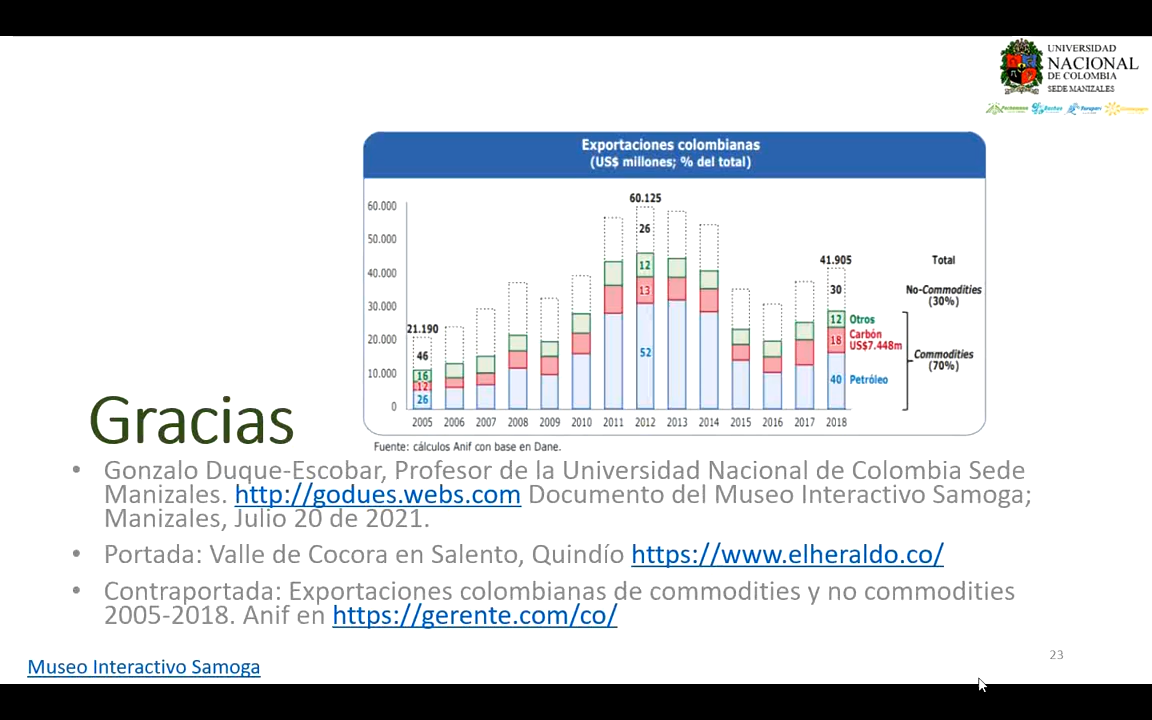 UNIVERSIDAD
NACIONAL
DE COLOMBIA
SEDE MANIZALES
Exportaciones colombianas
(US$ millones; % del total)
60.000
50.000
40.000
30.000
20.000
10.000
0
21.190
46
16
12
26
60.125
26
12
13
52
41.905
30
12
18
40
Total
No-Commodities
(30%)
Otros
Carbón
US$7.448m
Commodities
(70%)
Petróleo
2005 2006 2007 2008 2009 2010 2011 2012 2013 2014 2015 2016 2017 2018
Fuente: cálculos Anif con base en Dane.
Gracias
• Gonzalo Duque-Escobar, Profesor de la Universidad Nacional de Colombia Sede
Manizales. http://godues.webs.com Documento del Museo Interactivo Samoga;
Manizales, Julio 20 de 2021.
• Portada: Valle de Cocora en Salento, Quindío https://www.elheraldo.co/
• Contraportada: Exportaciones colombianas de commodities y no commodities
2005-2018. Anif en https://gerente.com/co/
23
Museo Interactivo Samoga